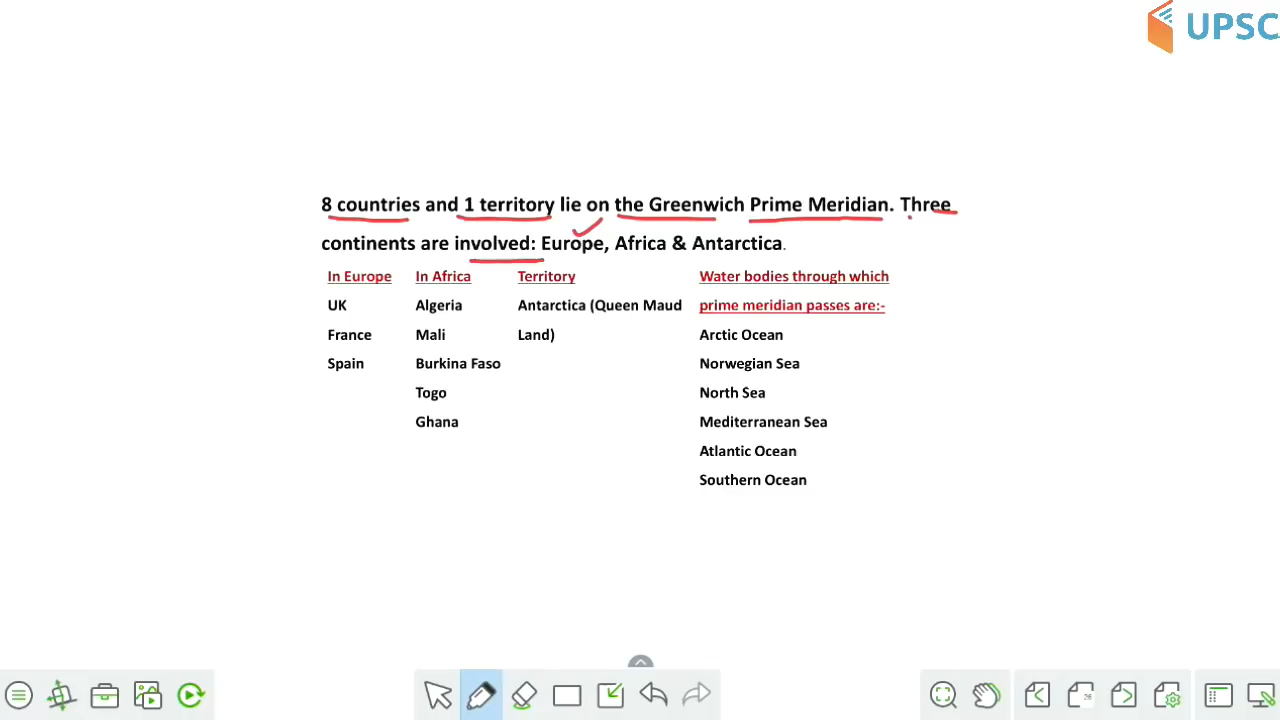 UPSC
8 countries and 1 territory lie on the Greenwich Prime Meridian. Three
continents are involved: Europe, Africa & Antarctica.
In Europe
UK
France
Spain
In Africa
Algeria
Mali
Burkina Faso
Togo
Ghana
Territory
Antarctica (Queen Maud
Land)
Water bodies through which
prime meridian passes are:-
Arctic Ocean
Norwegian Sea
North Sea
Mediterranean Sea
Atlantic Ocean
Southern Ocean
26